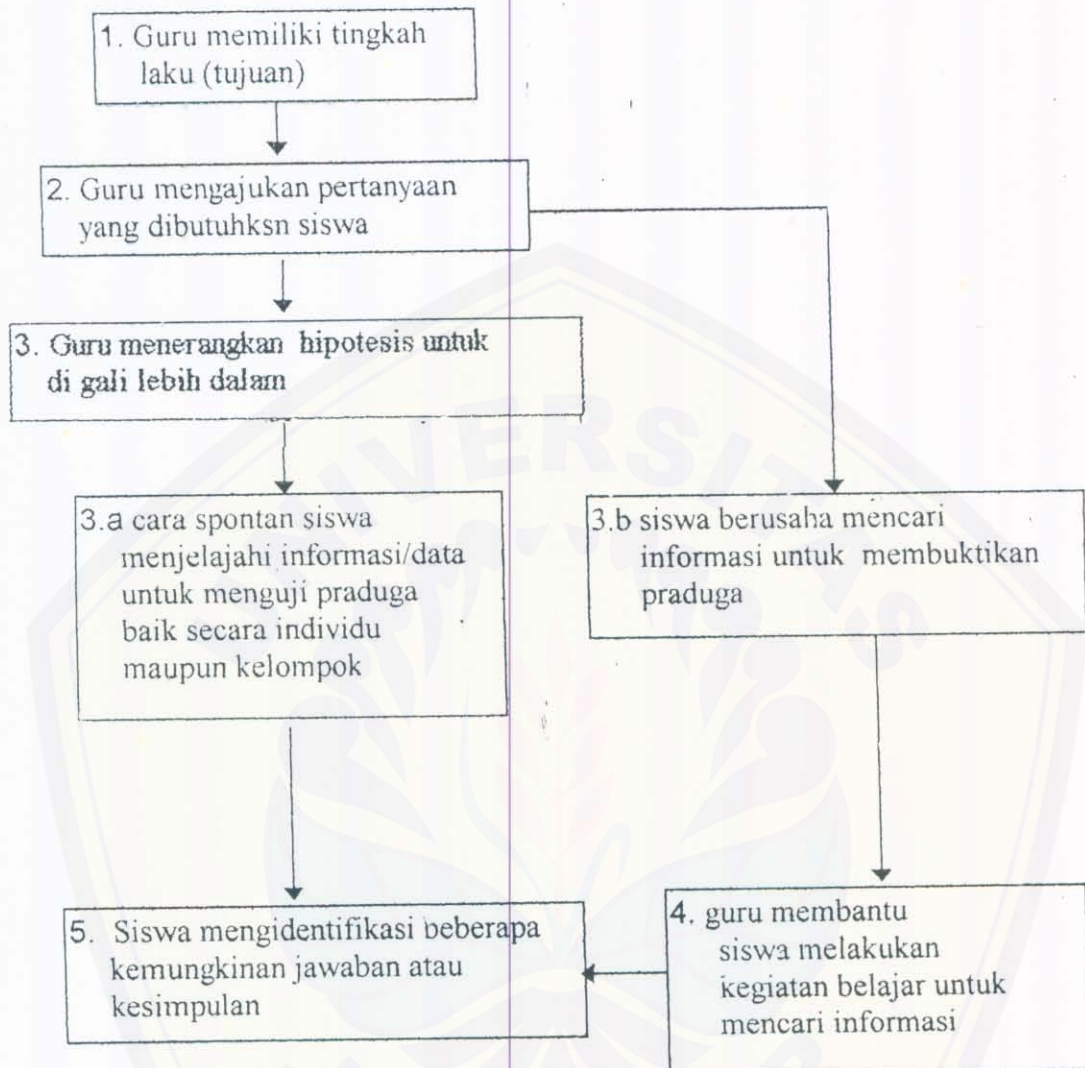 1. Guru memiliki tingkah
laku (tujuan)
2. Guru mengajukan pertanyaan
yang dibutuhksn siswa
3. Guru menerangkan hipotesis untuk
di gali lebih dalam
3.a cara spontan siswa
menjelajahi informasi/data
untuk menguji praduga
baik secara individu
maupun kelompok
3.b siswa berusaha mencari
informasi untuk membuktikan
praduga
5. Siswa mengidentifikasi beberapa
kemungkinan jawaban atau
kesimpulan
4. guru membantu
siswa melakukan
kegiatan belajar untuk
mencari informasi
UNIVERSITAS